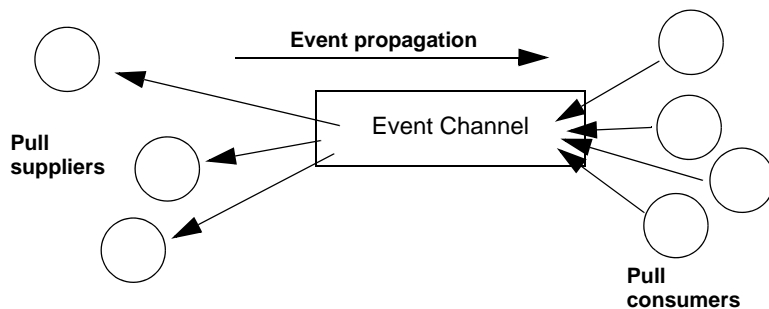 Event propagation
Event Channel
Pull
suppliers
Pull
consumers